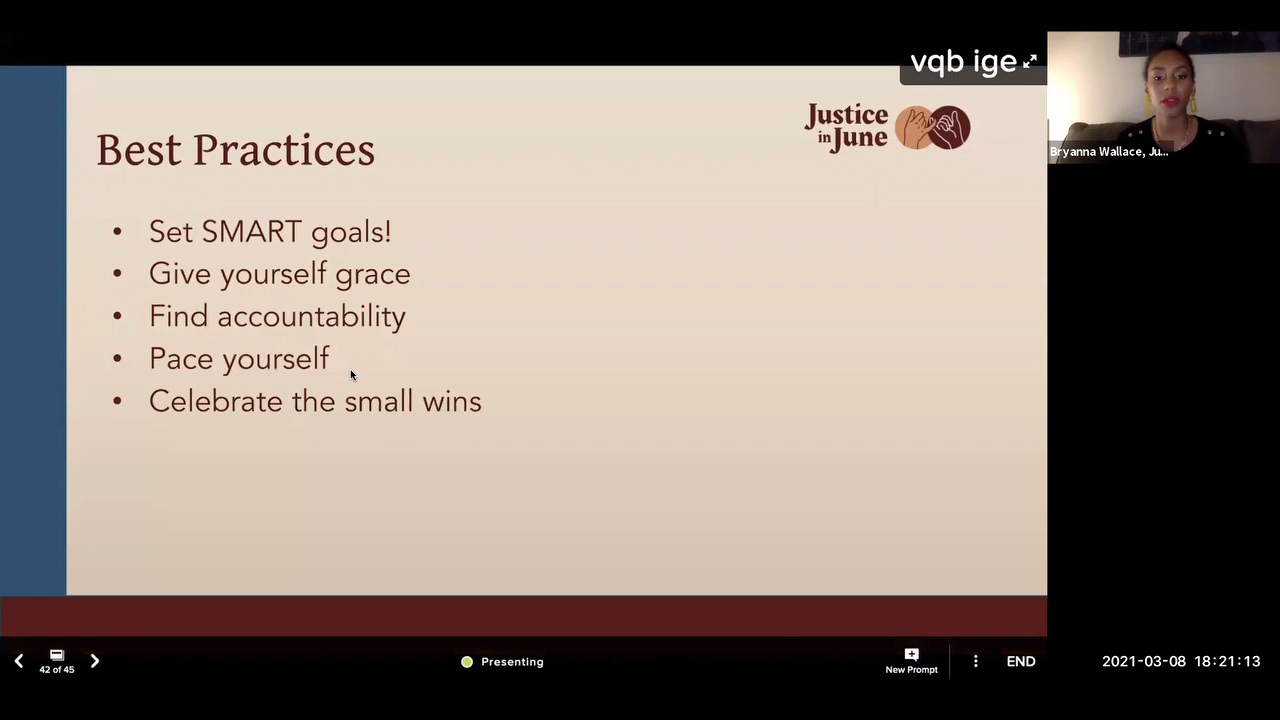 vqb ige
Justice
in June
Best Practices
• Set SMART goals!
• Give yourself grace
• Find accountability
• Pace yourself
• Celebrate the small wins
Bryanna Wallace, Ju...
42 of 45
Presenting
New Prompt
END
2021-03-08 18:21:13